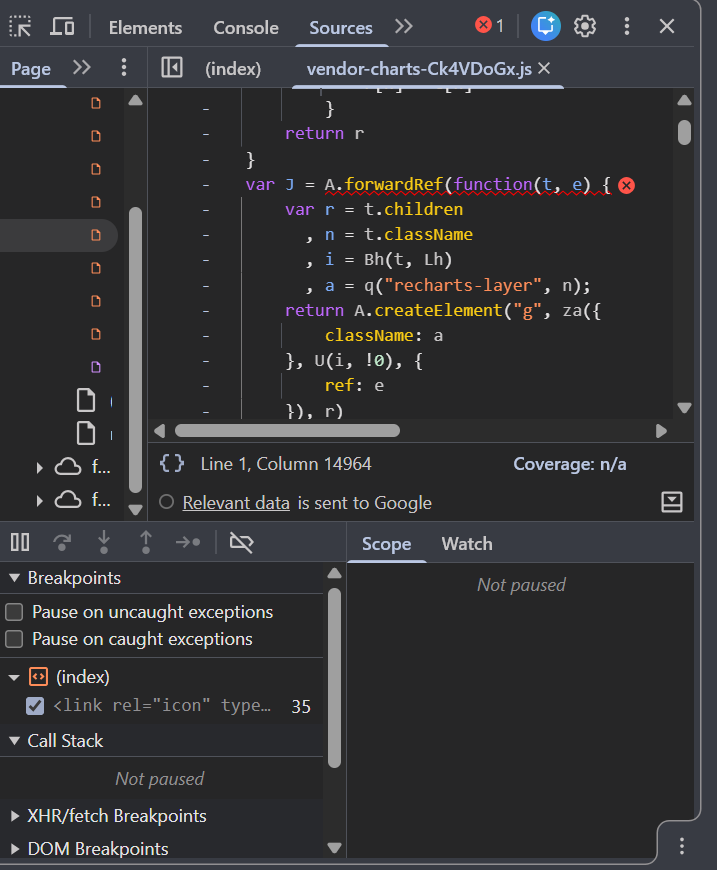 Elements Console Sources 1
Page (index) vendor-charts-Ck4VDoGx.js
- }
- return r
- }
- var J = A.forwardRef(function(t, e) {
- var r = t.children
- , n = t.className
- , i = Bh(t, Lh)
- , a = q("recharts-layer", n);
- return A.createElement("g", za({
- className: a
- }, U(i, !0), {
- ref: e
- }), r)
f...
f...
{ } Line 1, Column 14964 Coverage: n/a
Relevant data is sent to Google
Scope Watch
Not paused
Breakpoints
Pause on uncaught exceptions
Pause on caught exceptions
(index)
<link rel="icon" type… 35
Call Stack
Not paused
XHR/fetch Breakpoints
DOM Breakpoints